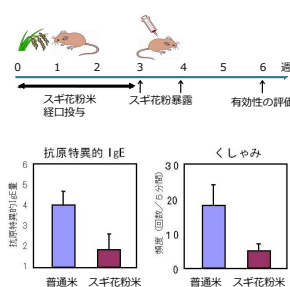 0 1 2 3 4 5 6 週
スギ花粉米
経口投与
スギ花粉暴露
有効性の評価
抗原特異的 IgE
くしゃみ
抗原特異的IgE量
6
5
4
3
2
1
普通米 スギ花粉米
頻度（回数/5分間）
30
20
10
0
普通米 スギ花粉米